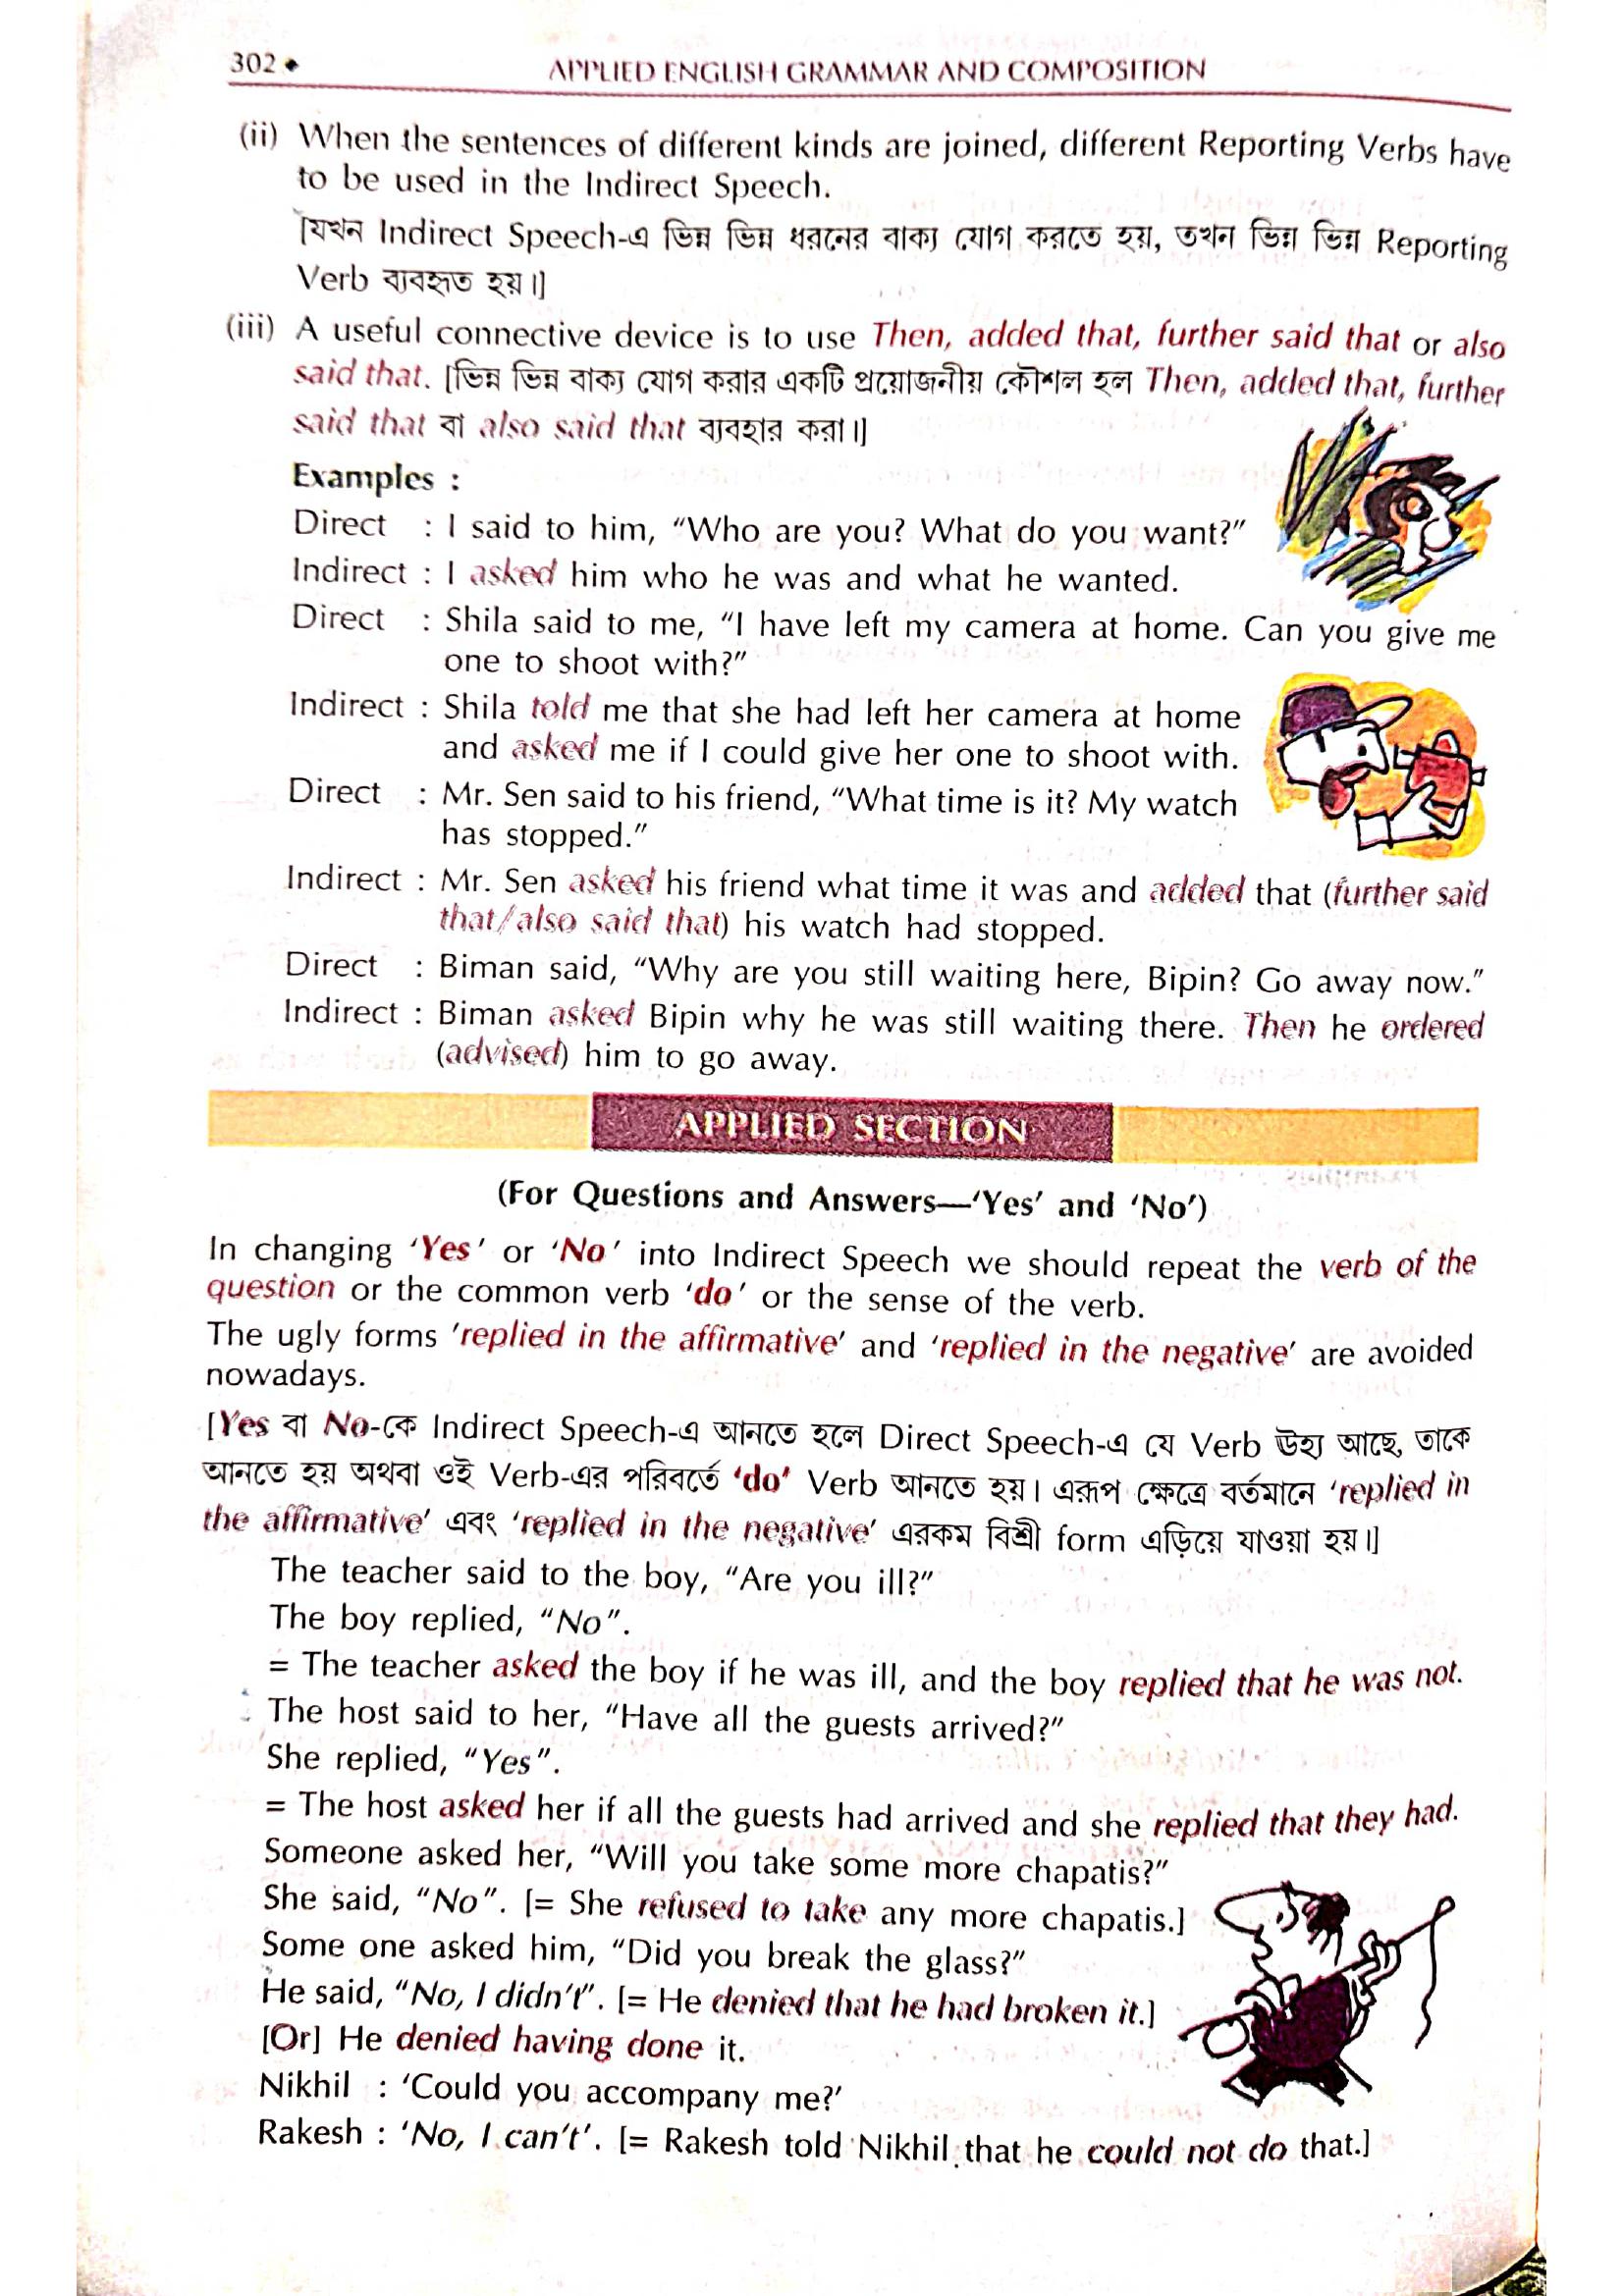 302 ◆ APPLIED ENGLISH GRAMMAR AND COMPOSITION
(ii) When the sentences of different kinds are joined, different Reporting Verbs have
to be used in the Indirect Speech.
[যখন Indirect Speech-এ ভিন্ন ভিন্ন ধরনের বাক্য যোগ করতে হয়, তখন ভিন্ন ভিন্ন Reporting
Verb ব্যবহৃত হয়।]
(iii) A useful connective device is to use Then, added that, further said that or also
said that. [ভিন্ন ভিন্ন বাক্য যোগ করার একটি প্রয়োজনীয় কৌশল হল Then, added that, further
said that বা also said that ব্যবহার করা।]
Examples :
Direct : I said to him, “Who are you? What do you want?”
Indirect : I asked him who he was and what he wanted.
Direct : Shila said to me, “I have left my camera at home. Can you give me
one to shoot with?”
Indirect : Shila told me that she had left her camera at home
and asked me if I could give her one to shoot with.
Direct : Mr. Sen said to his friend, “What time is it? My watch
has stopped.”
Indirect : Mr. Sen asked his friend what time it was and added that (further said
that/also said that) his watch had stopped.
Direct : Biman said, “Why are you still waiting here, Bipin? Go away now.”
Indirect : Biman asked Bipin why he was still waiting there. Then he ordered
(advised) him to go away.
APPLIED SECTION
(For Questions and Answers—‘Yes’ and ‘No’)
In changing ‘Yes’ or ‘No’ into Indirect Speech we should repeat the verb of the
question or the common verb ‘do’ or the sense of the verb.
The ugly forms ‘replied in the affirmative’ and ‘replied in the negative’ are avoided
nowadays.
[Yes বা No-কে Indirect Speech-এ আনতে হলে Direct Speech-এ যে Verb ঊহ্য আছে, তাকে
আনতে হয় অথবা ওই Verb-এর পরিবর্তে ‘do’ Verb আনতে হয়। এরূপ ক্ষেত্রে বর্তমানে ‘replied in
the affirmative’ এবং ‘replied in the negative’ এরকম বিশ্রী form এড়িয়ে যাওয়া হয়।]
The teacher said to the boy, “Are you ill?”
The boy replied, “No”.
= The teacher asked the boy if he was ill, and the boy replied that he was not.
The host said to her, “Have all the guests arrived?”
She replied, “Yes”.
= The host asked her if all the guests had arrived and she replied that they had.
Someone asked her, “Will you take some more chapatis?”
She said, “No”. [= She refused to take any more chapatis.]
Some one asked him, “Did you break the glass?”
He said, “No, I didn’t”. [= He denied that he had broken it.]
[Or] He denied having done it.
Nikhil : ‘Could you accompany me?’
Rakesh : ‘No, I can’t’. [= Rakesh told Nikhil that he could not do that.]